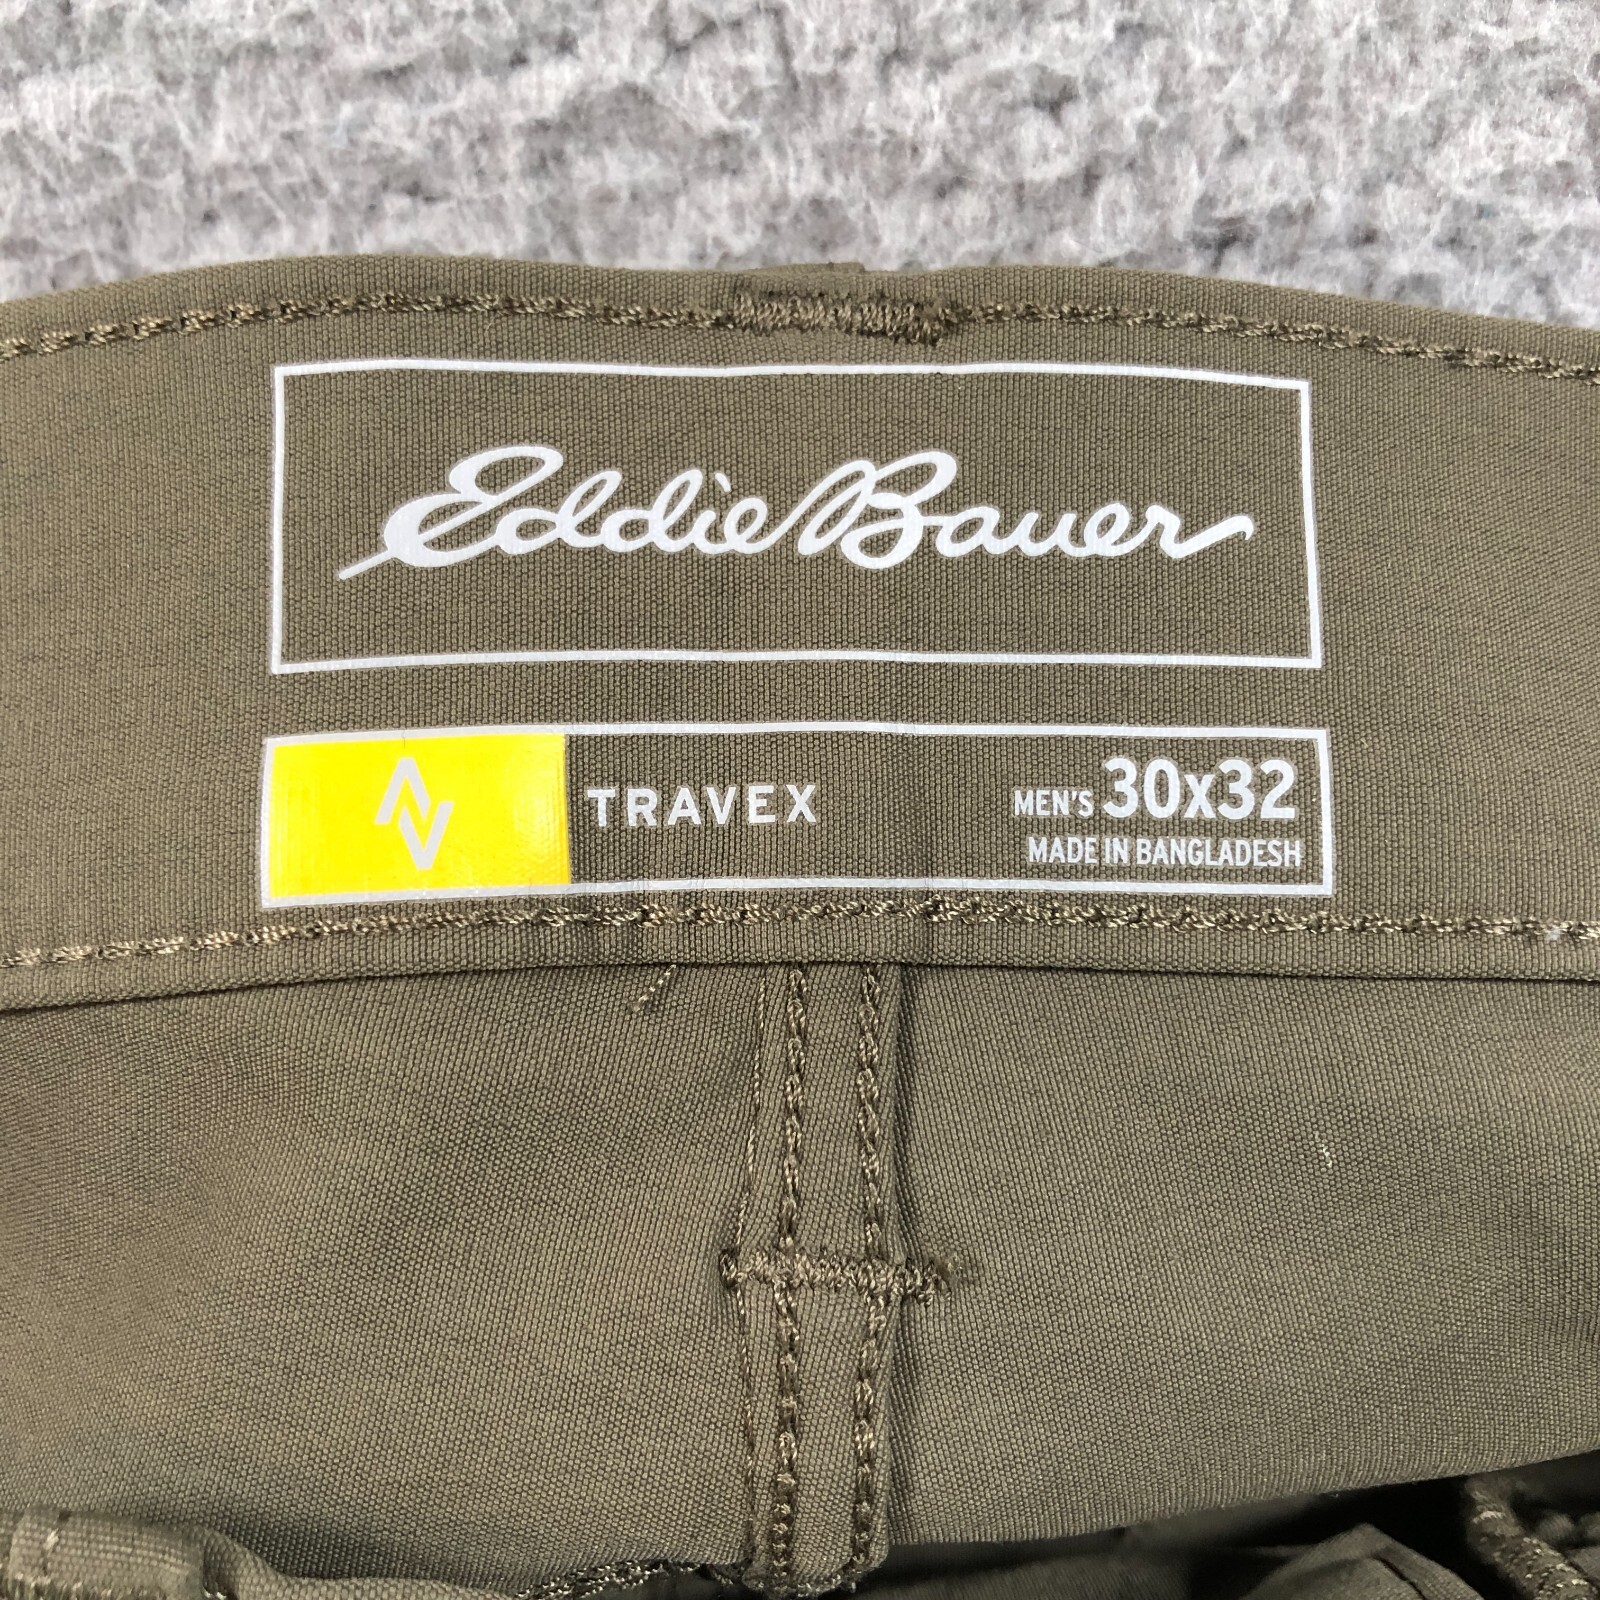 Eddie Bauer
TRAVEX
MEN'S 30x32
MADE IN BANGLADESH